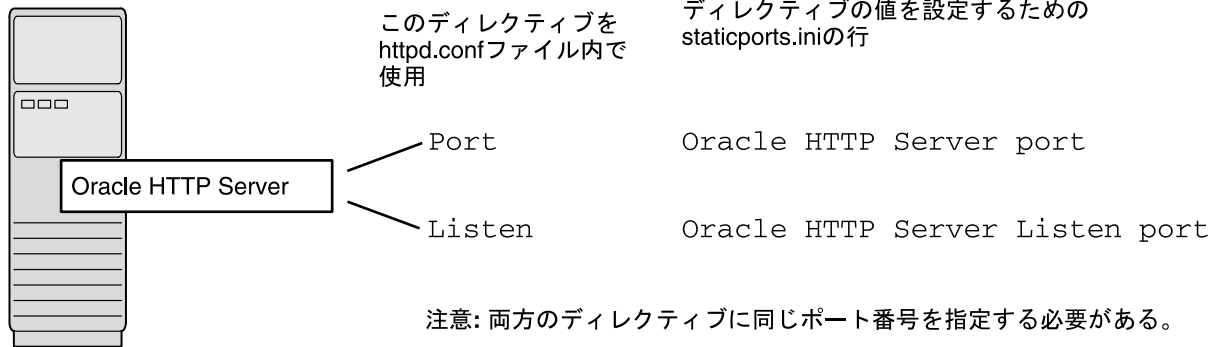 このディレクティブを
httpd.confファイル内で
使用
ディレクティブの値を設定するための
staticports.iniの行
Oracle HTTP Server
Port
Oracle HTTP Server port
Listen
Oracle HTTP Server Listen port
注意: 両方のディレクティブに同じポート番号を指定する必要がある。